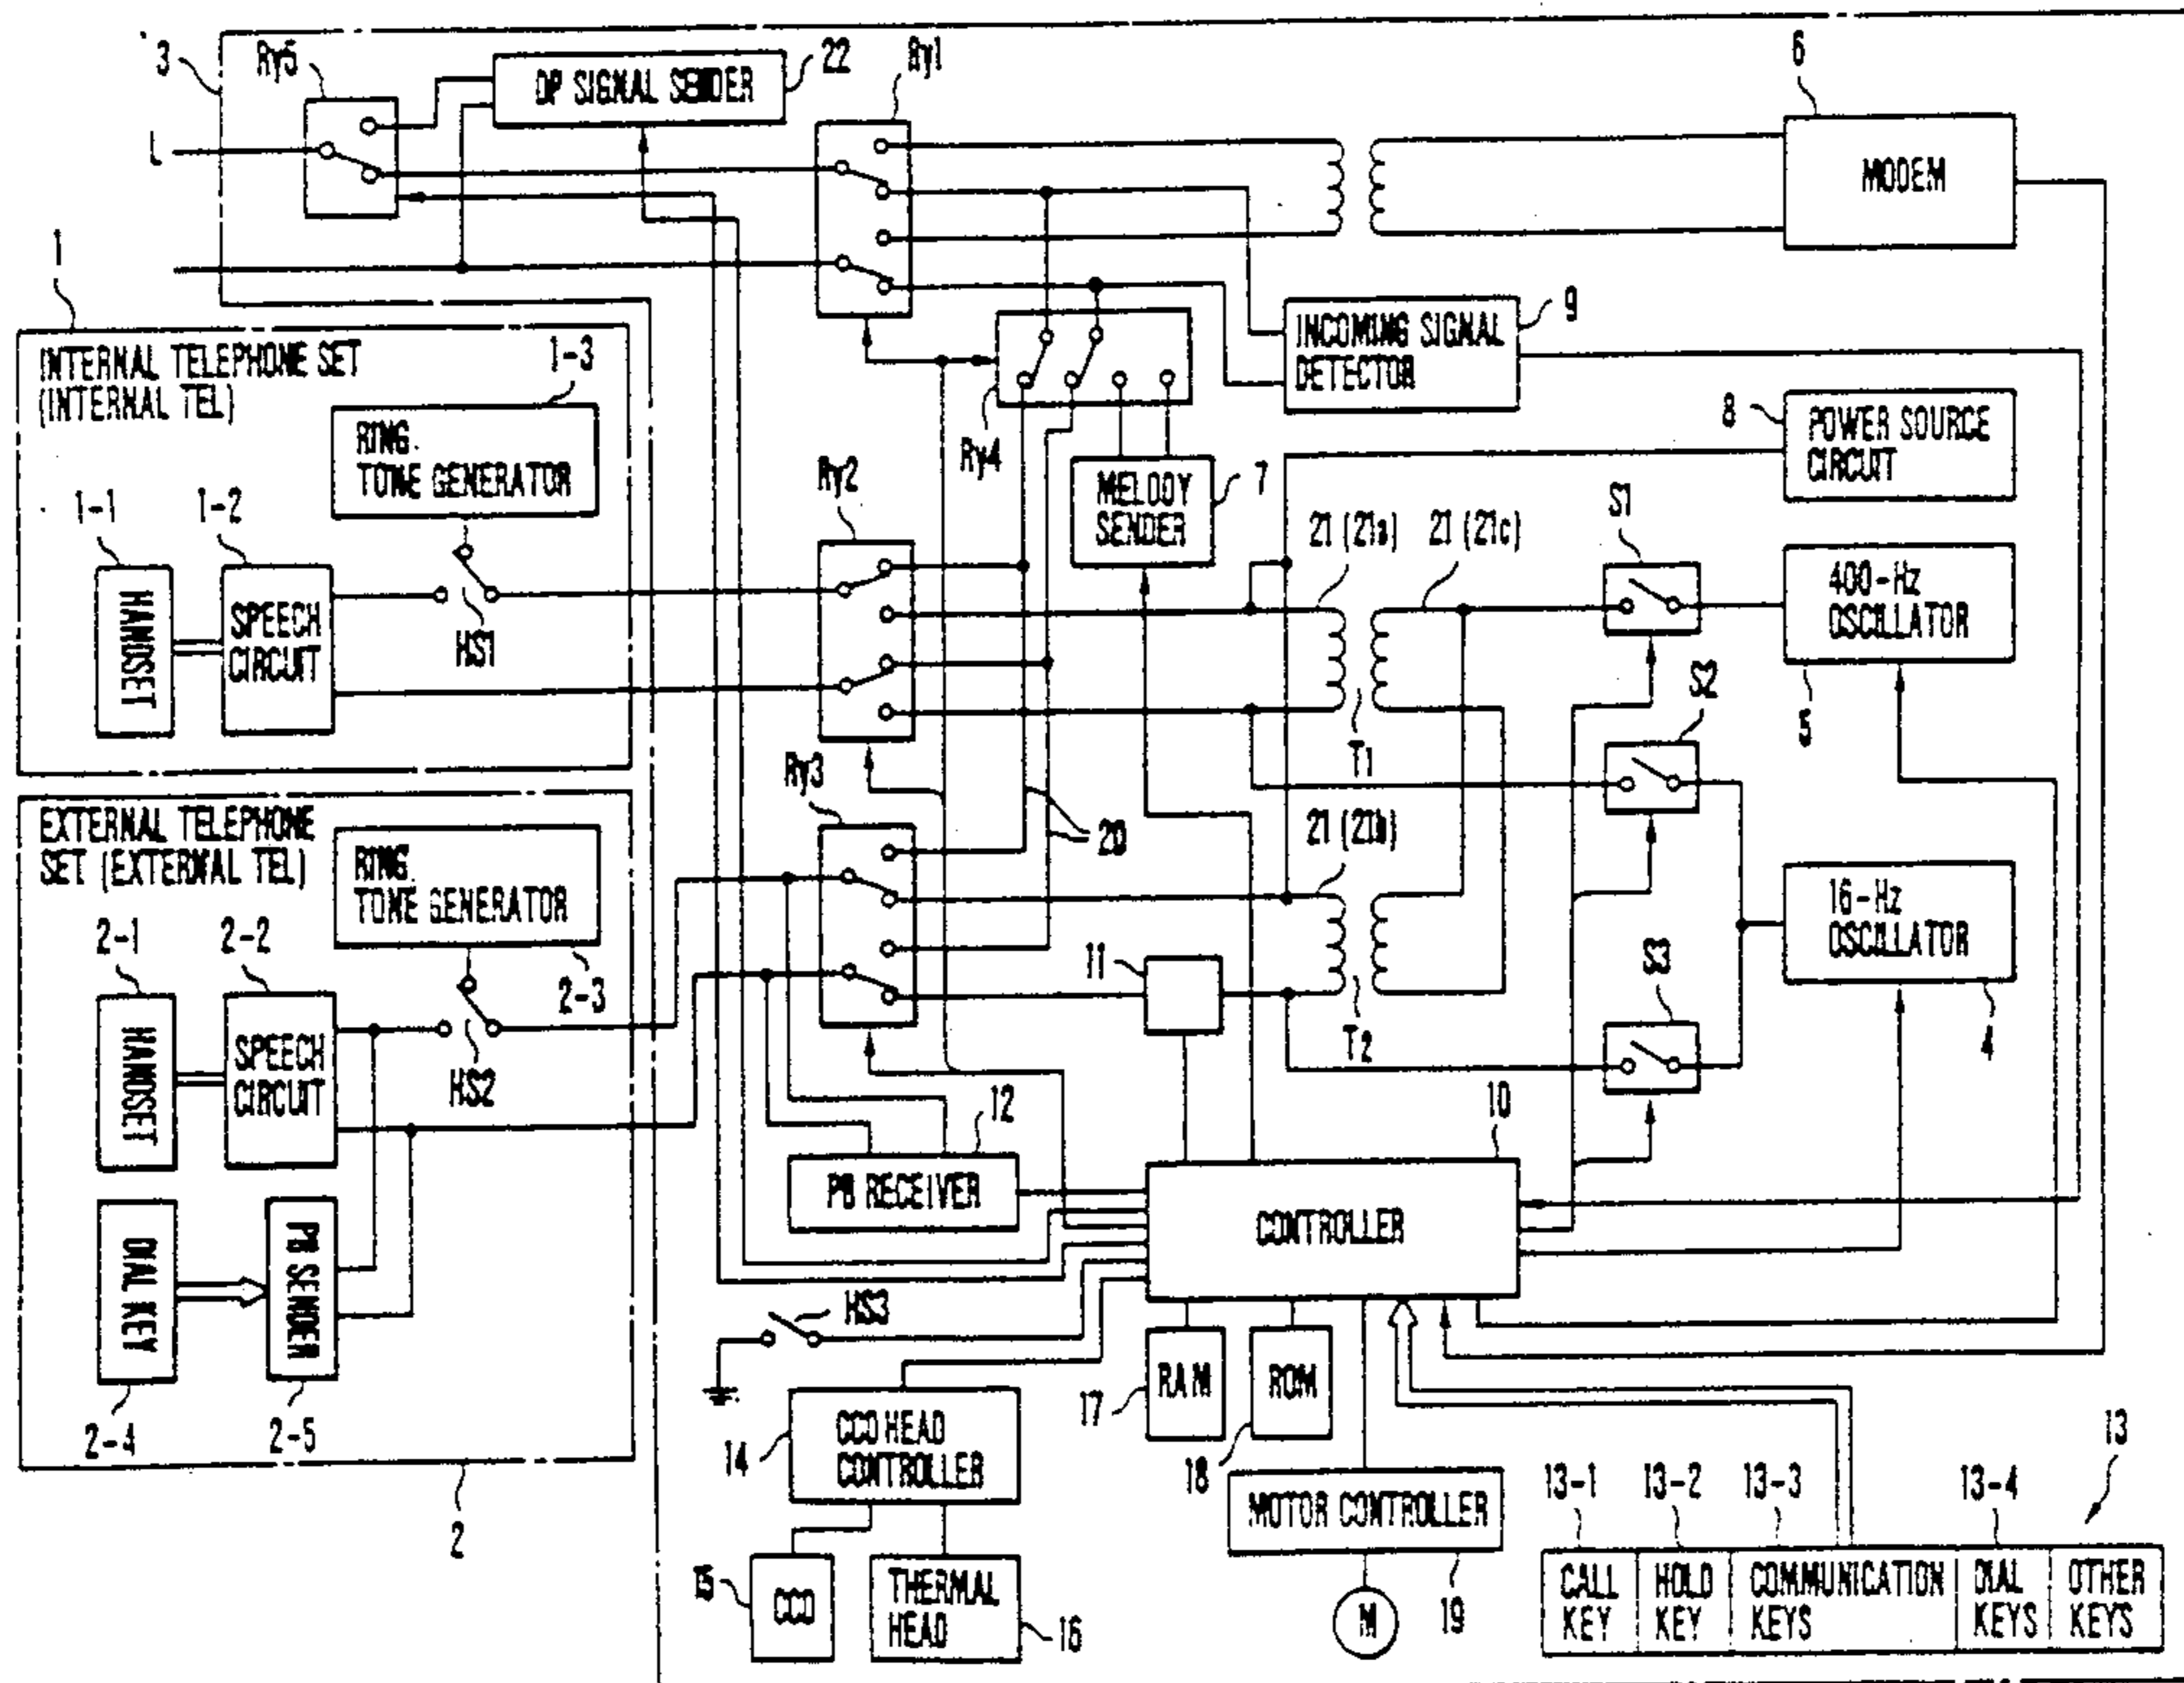 3
Ry5
DP SIGNAL SENDER
22
Ry1
6
L
MODEM
1
INTERNAL TELEPHONE SET
(INTERNAL TEL)
1-3
RING
TONE GENERATOR
INCOMING SIGNAL
DETECTOR
9
8
POWER SOURCE
CIRCUIT
Ry4
MELODY
SENDER
7
Ry2
1-1
1-2
HANDSET
SPEECH
CIRCUIT
HS1
21 (21a)
21 (21c)
S1
400-Hz
OSCILLATOR
5
T1
S2
Ry3
20
21 (21b)
EXTERNAL TELEPHONE
SET (EXTERNAL TEL)
RING
TONE GENERATOR
2-3
2-1
2-2
HANDSET
SPEECH
CIRCUIT
HS2
11
T2
S3
16-Hz
OSCILLATOR
4
12
PB RECEIVER
10
CONTROLLER
DIAL KEY
PB SENDER
2-4
2-5
2
HS3
RAM
17
ROM
18
14
CCD HEAD
CONTROLLER
MOTOR CONTROLLER
19
M
15
CCD
THERMAL
HEAD
16
13
13-1
13-2
13-3
13-4
CALL
KEY
HOLD
KEY
COMMUNICATION
KEYS
DIAL
KEYS
OTHER
KEYS